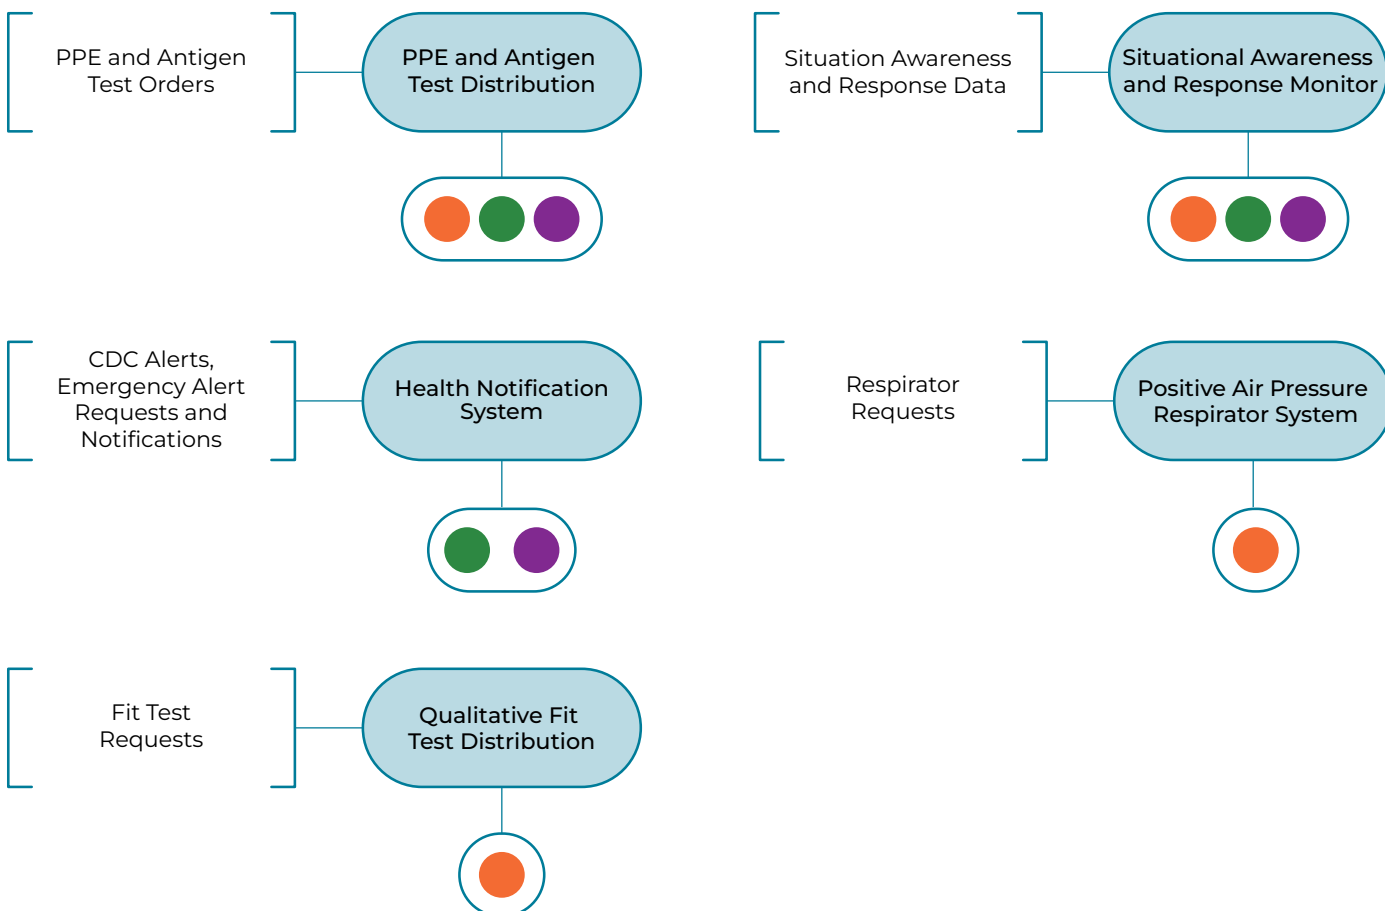 PPE and Antigen
Test Orders
PPE and Antigen
Test Distribution
Situation Awareness
and Response Data
Situational Awareness
and Response Monitor
CDC Alerts,
Emergency Alert
Requests and
Notifications
Health Notification
System
Respirator
Requests
Positive Air Pressure
Respirator System
Fit Test
Requests
Qualitative Fit
Test Distribution